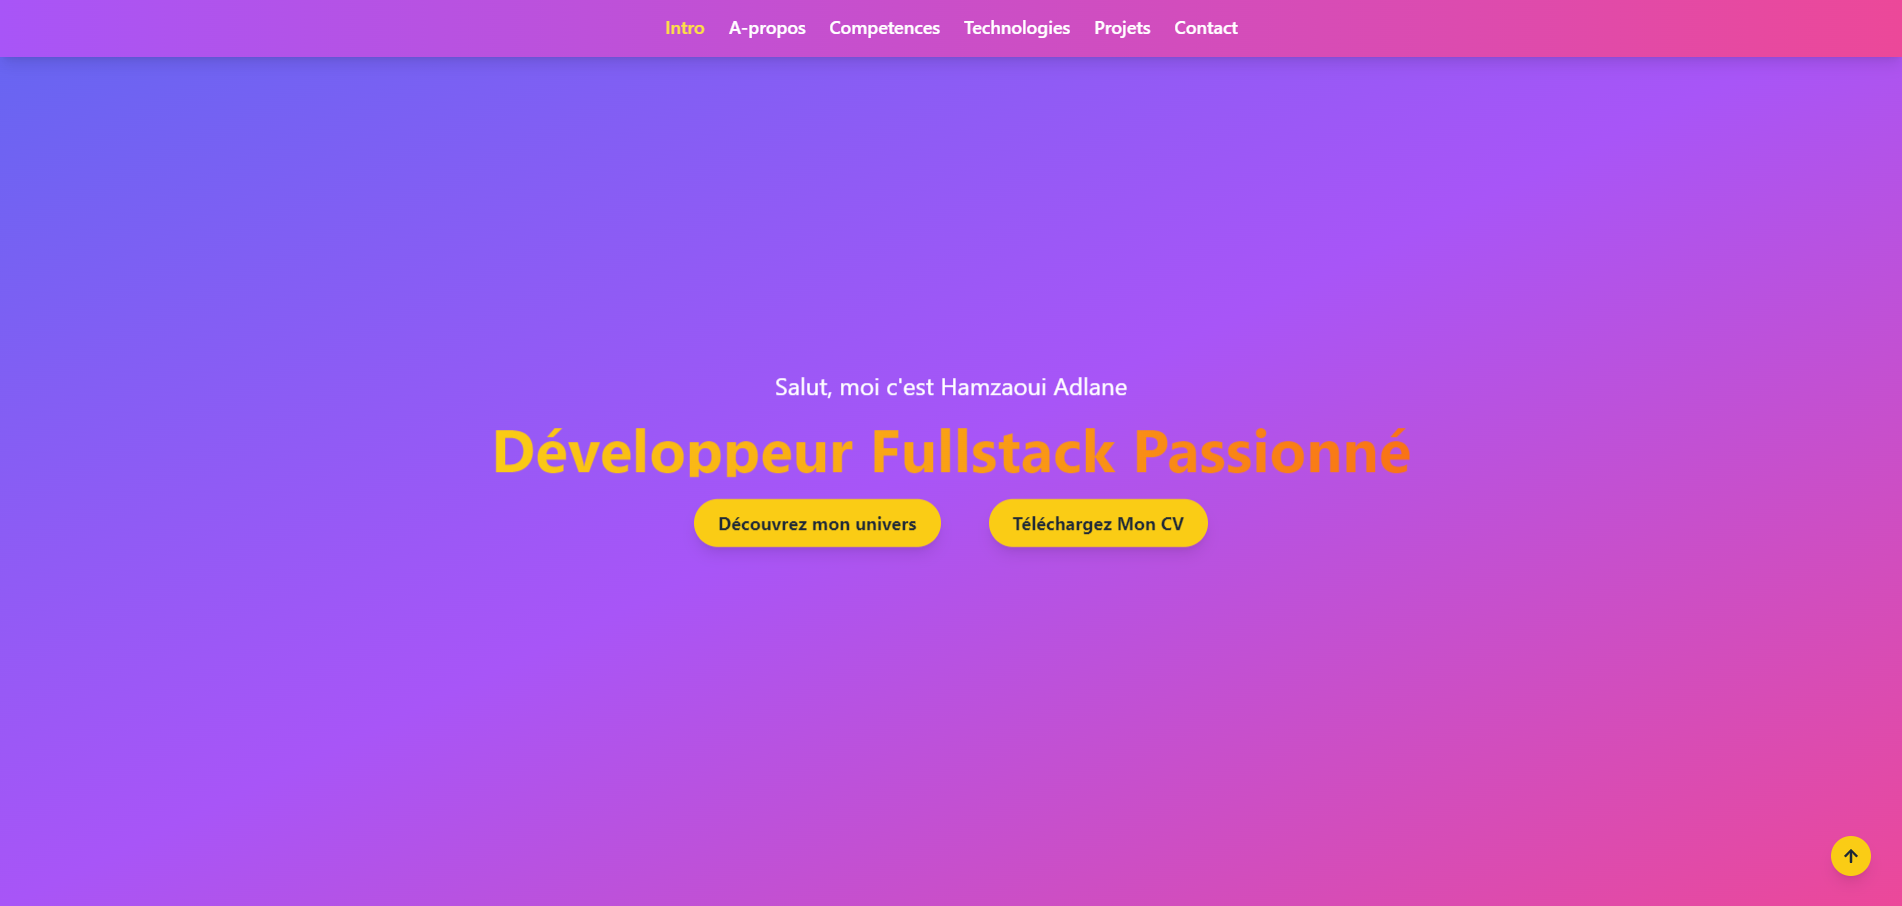 Intro A-propos Competences Technologies Projets Contact
Salut, moi c'est Hamzaoui Adlane
Développeur Fullstack Passionné
Découvrez mon univers Téléchargez Mon CV